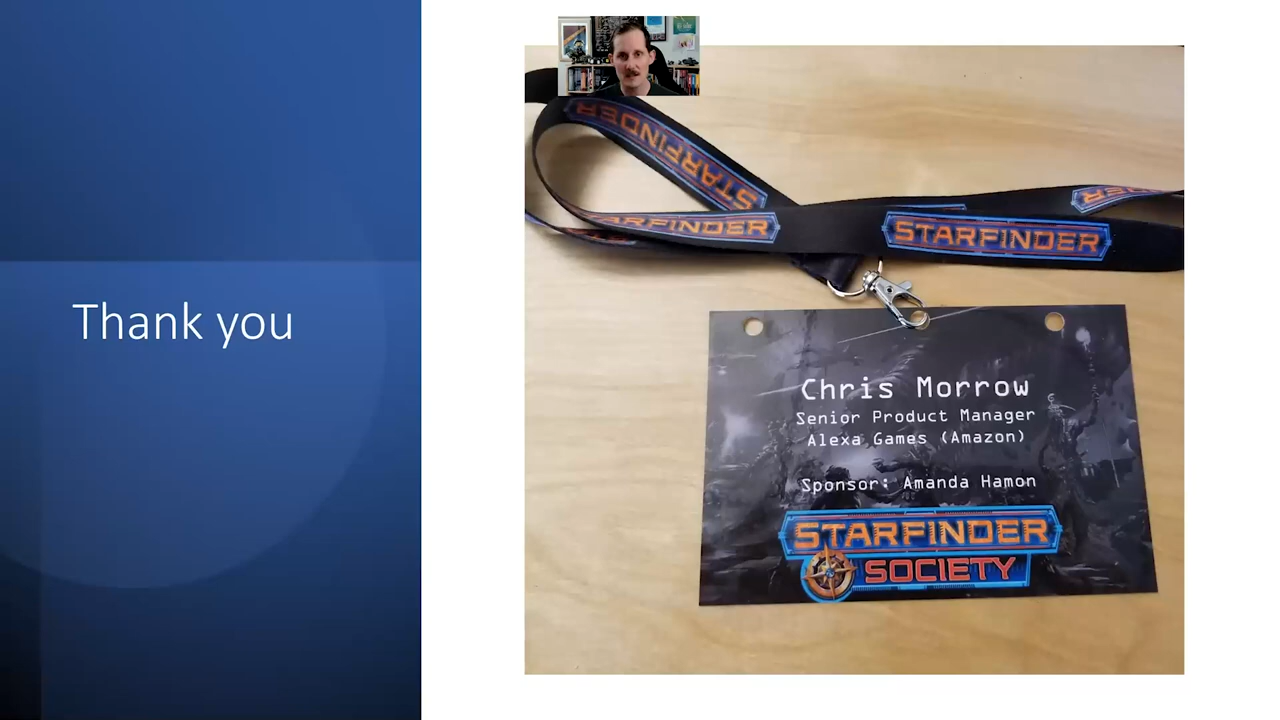 Thank you
STARFINDER
STARFINDER
STARFINDER
Chris Morrow
Senior Product Manager
Alexa Games (Amazon)
Sponsor: Amanda Hamon
STARFINDER
SOCIETY